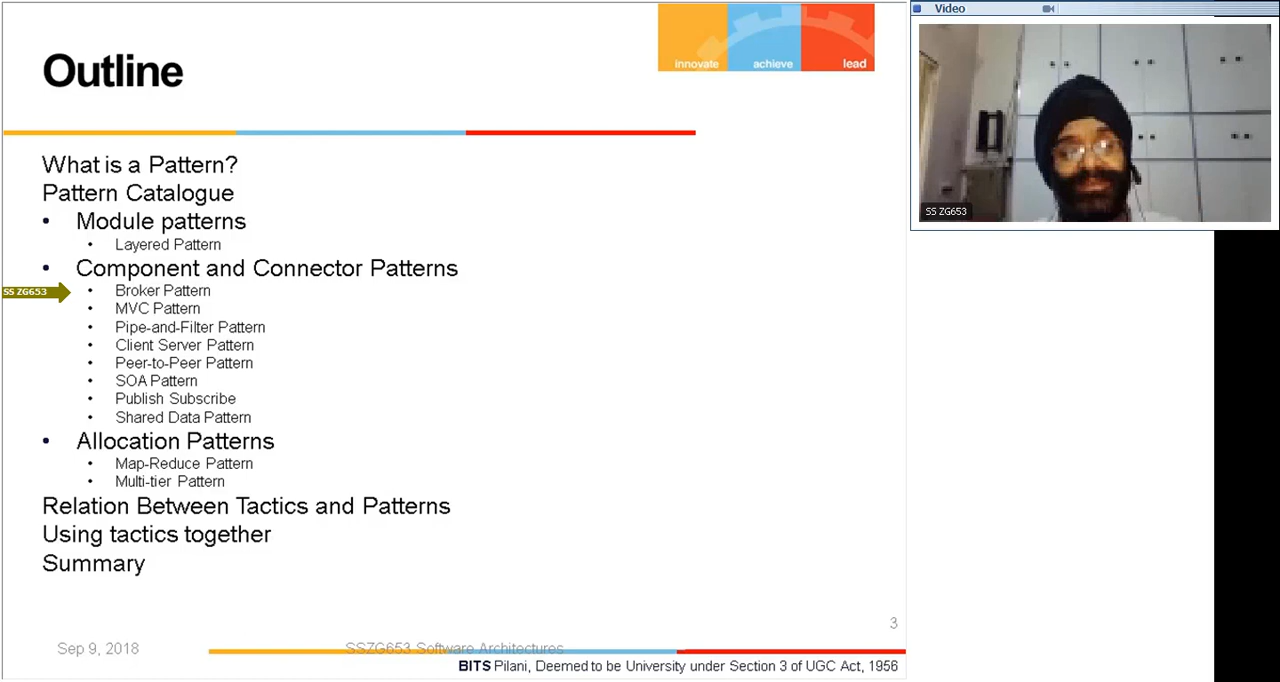 Outline
innovate achieve lead
What is a Pattern?
Pattern Catalogue
• Module patterns
• Layered Pattern
• Component and Connector Patterns
SS ZG653
• Broker Pattern
• MVC Pattern
• Pipe-and-Filter Pattern
• Client Server Pattern
• Peer-to-Peer Pattern
• SOA Pattern
• Publish Subscribe
• Shared Data Pattern
• Allocation Patterns
• Map-Reduce Pattern
• Multi-tier Pattern
Relation Between Tactics and Patterns
Using tactics together
Summary
3
Sep 9, 2018
SSZG653 Software Architectures
BITS Pilani, Deemed to be University under Section 3 of UGC Act, 1956
Video
SS ZG653